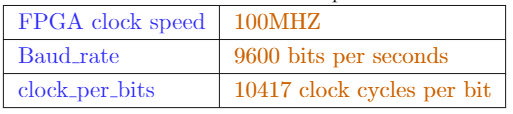 FPGA clock speed 100MHZ
Baud_rate 9600 bits per seconds
clock_per_bits 10417 clock cycles per bit